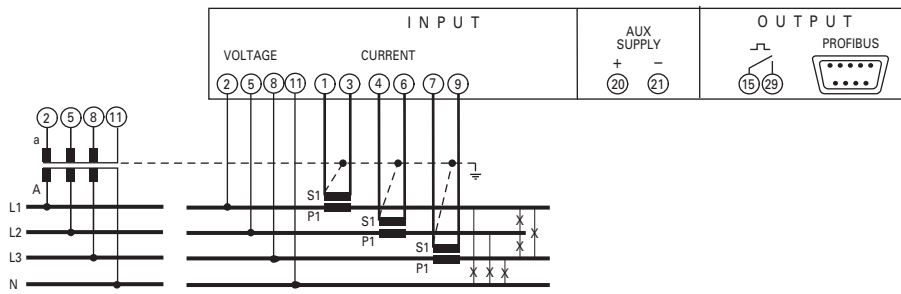 INPUT
OUTPUT
VOLTAGE
CURRENT
AUX
SUPPLY
PROFIBUS
+ −
2 5 8 11 1 3 4 6 7 9
20 21
15 29
2 5 8 11
a
A
S1
P1
S1
P1
S1
P1
L1
L2
L3
N
X X
X
X X X